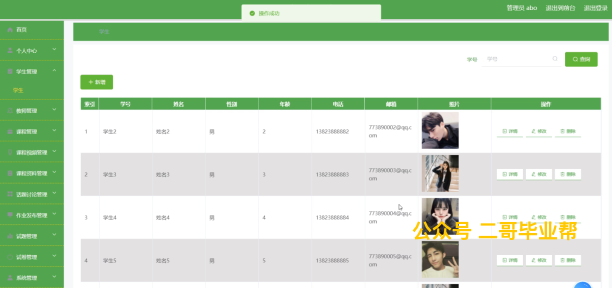 管理员 abo 退出到前台 退出登录
操作成功
首页
学生
个人中心
学号 学号 查询
学生管理
+ 新增
学生
索引 学号 姓名 性别 年龄 电话 邮箱 照片 操作
教师管理
1 学生2 姓名2 男 2 13823888882 773890002@qq.com 详情 修改 删除
课程管理
课程视频管理
2 学生3 姓名3 男 3 13823888883 773890003@qq.com 详情 修改 删除
课程资料管理
话题讨论管理
3 学生4 姓名4 男 4 13823888884 773890004@qq.com 详情 修改 删除
作业发布管理
公众号 二哥毕业帮
试题管理
试卷管理
4 学生5 姓名5 男 5 13823888885 773890005@qq.com 详情 修改 删除
系统管理